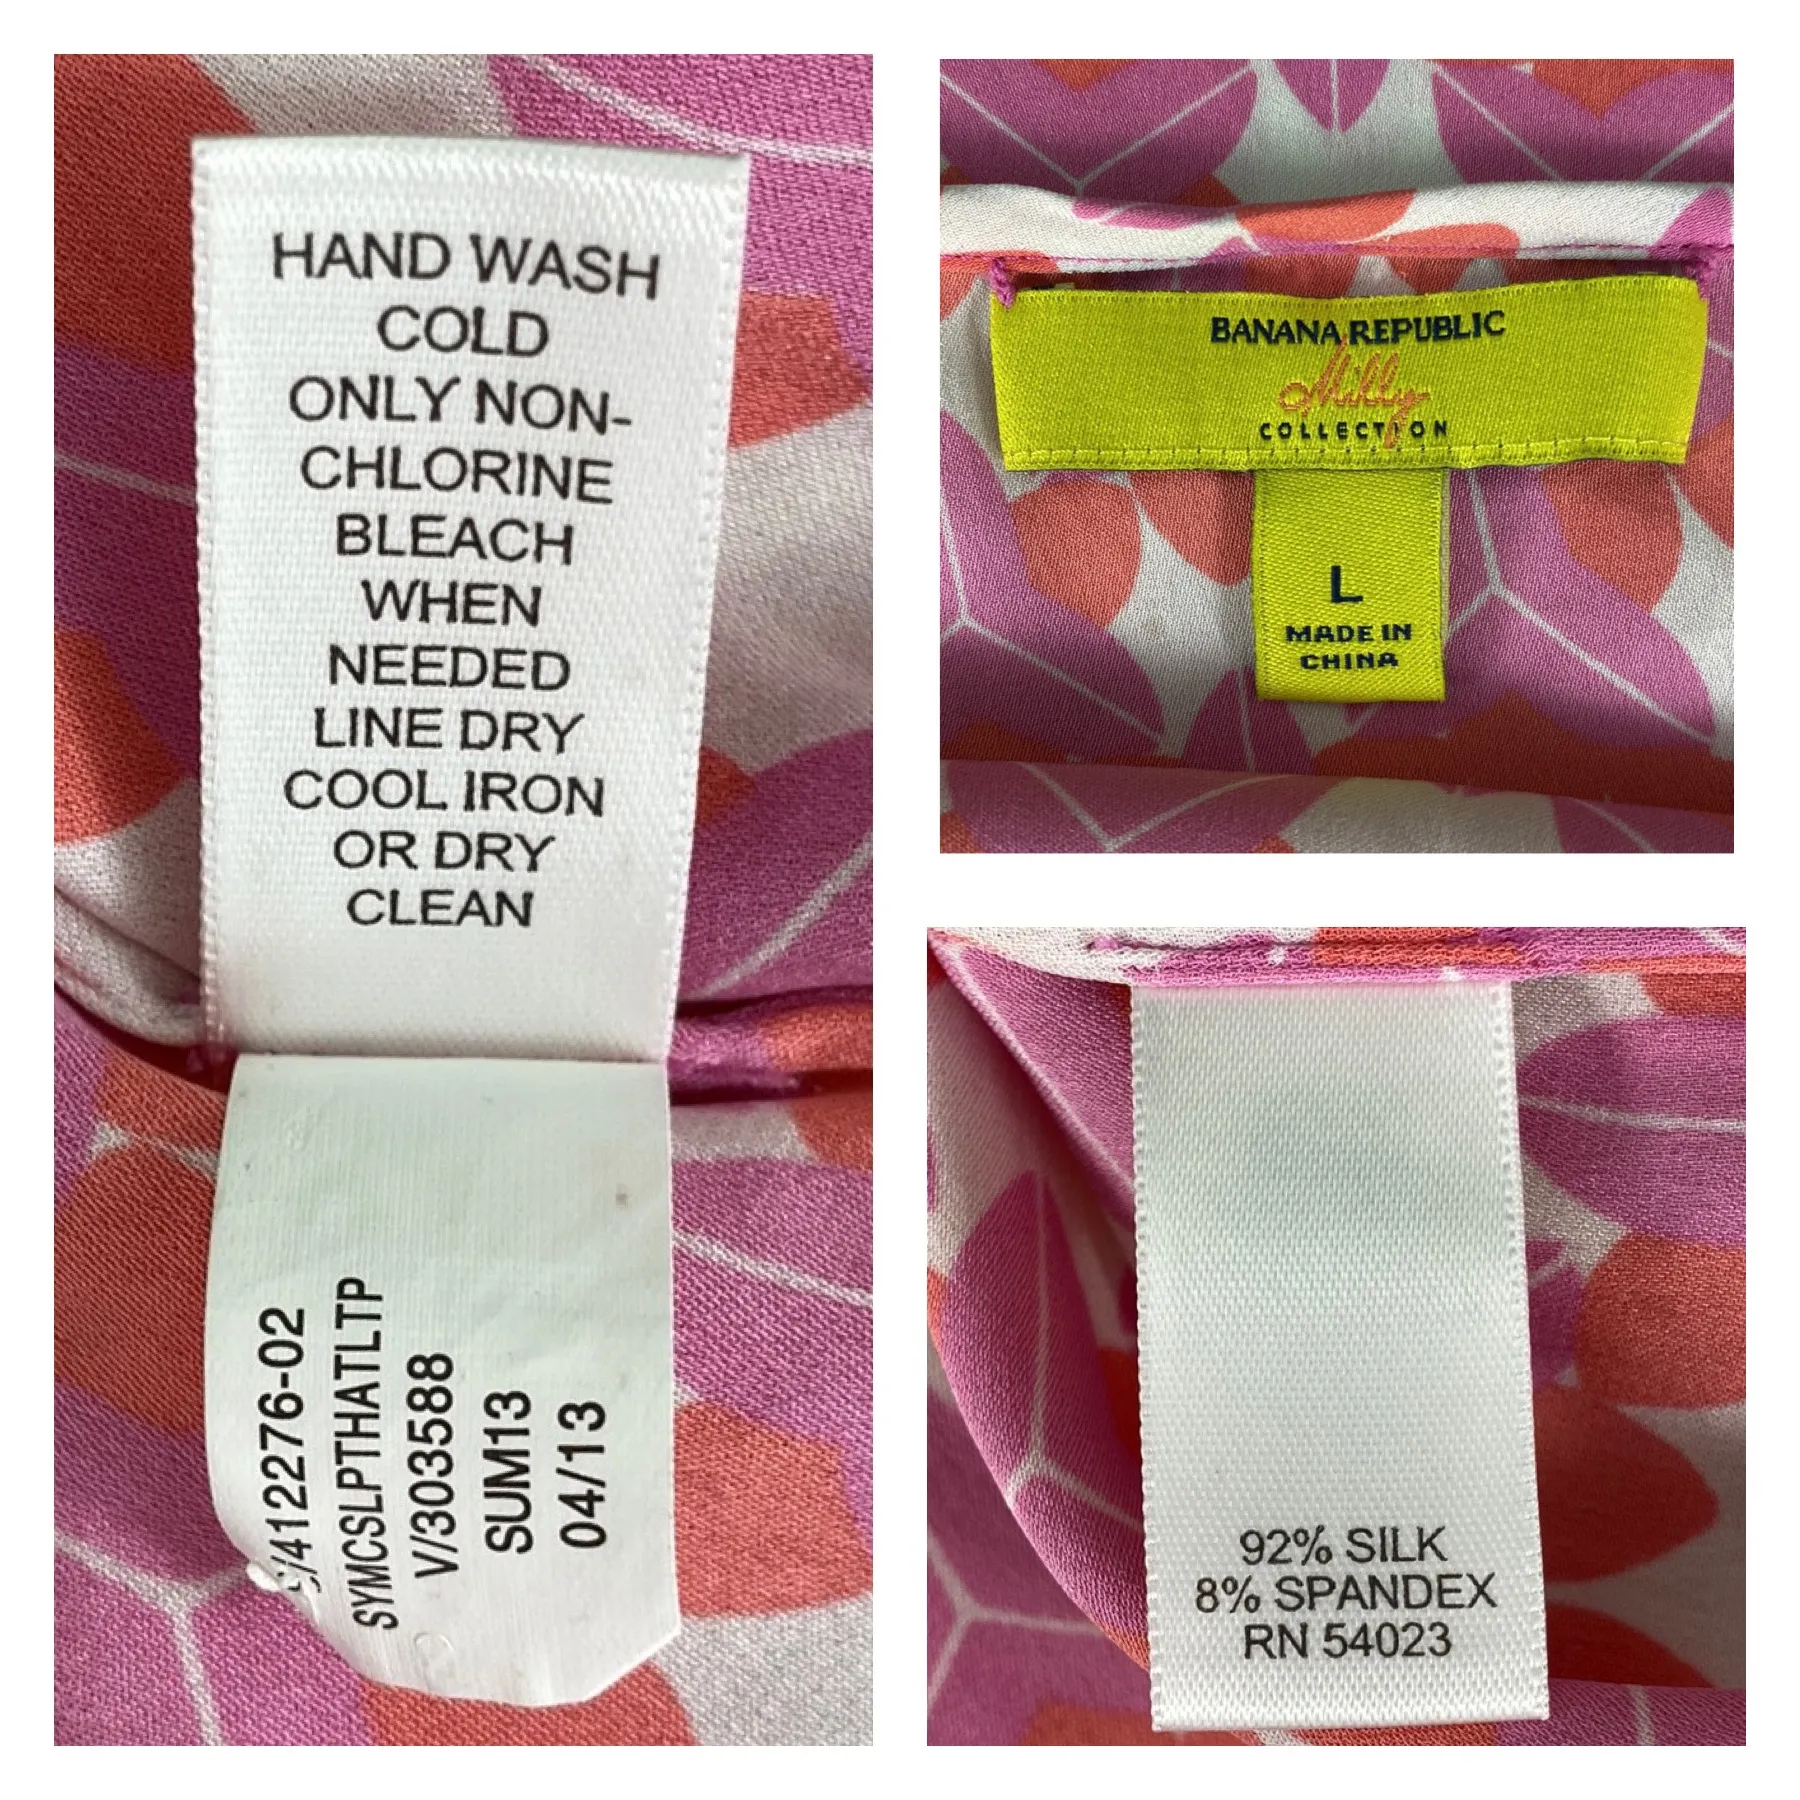 HAND WASH
COLD
ONLY NON-
CHLORINE
BLEACH
WHEN
NEEDED
LINE DRY
COOL IRON
OR DRY
CLEAN
/412276-02
SYMCSLPTHATLTP
V/303588
SUM13
04/13
BANANA REPUBLIC
Milly
COLLECTION
L
MADE IN
CHINA
92% SILK
8% SPANDEX
RN 54023